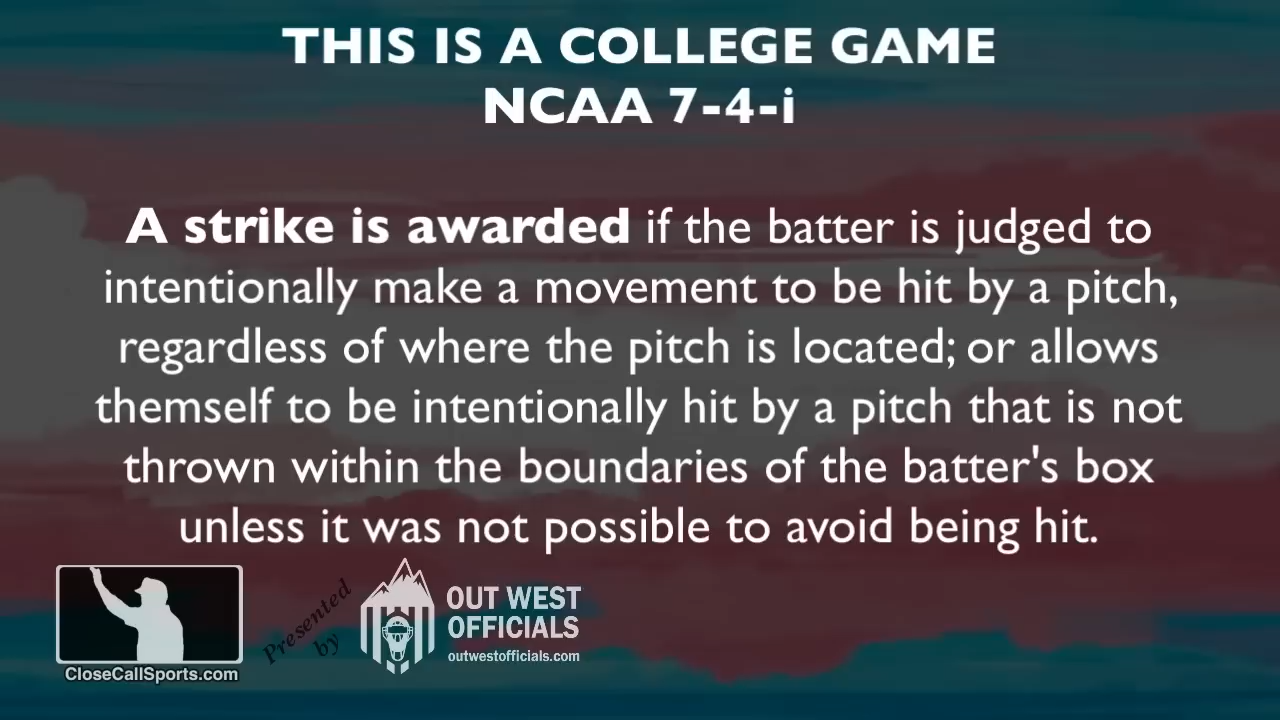 THIS IS A COLLEGE GAME
NCAA 7-4-i
A strike is awarded if the batter is judged to
intentionally make a movement to be hit by a pitch,
regardless of where the pitch is located; or allows
themself to be intentionally hit by a pitch that is not
thrown within the boundaries of the batter's box
unless it was not possible to avoid being hit.
CloseCallSports.com
Presented
by
OUT WEST
OFFICIALS
outwestofficials.com